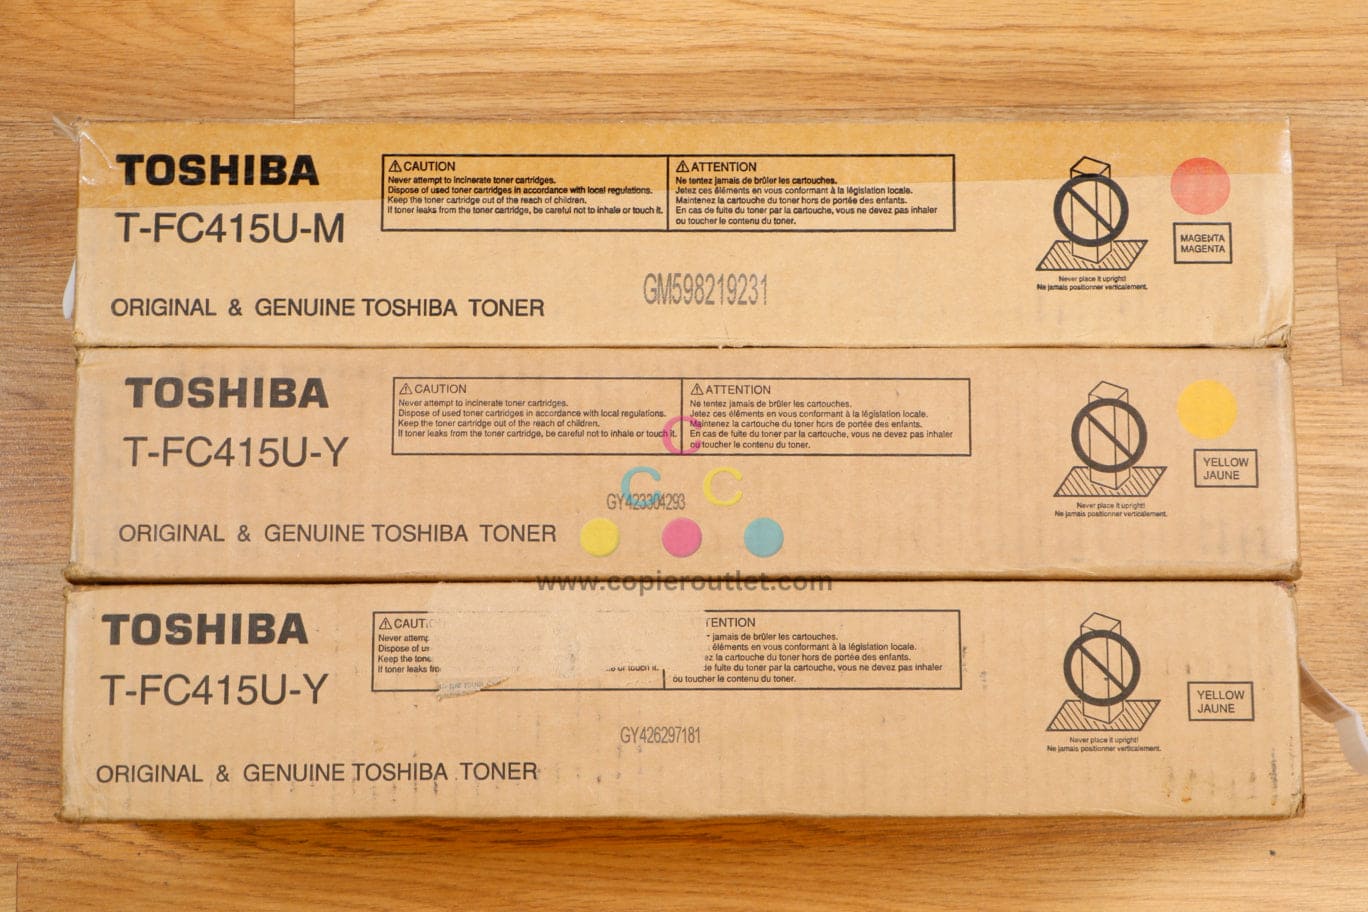 TOSHIBA
T-FC415U-M
ORIGINAL & GENUINE TOSHIBA TONER
⚠CAUTION
Never attempt to incinerate toner cartridges.
Dispose of used toner cartridges in accordance with local regulations.
Keep the toner cartridge out of the reach of children.
If toner leaks from the toner cartridge, be careful not to inhale or touch it.
⚠ATTENTION
Ne tentez jamais de brûler les cartouches.
Jetez ces éléments en vous conformant à la législation locale.
Maintenez la cartouche du toner hors de portée des enfants.
En cas de fuite du toner par la cartouche, vous ne devez pas inhaler
ou toucher le contenu du toner.
GM598219231
Never place it upright!
Ne jamais positionner verticalement.
MAGENTA
MAGENTA
TOSHIBA
T-FC415U-Y
ORIGINAL & GENUINE TOSHIBA TONER
⚠CAUTION
Never attempt to incinerate toner cartridges.
Dispose of used toner cartridges in accordance with local regulations.
Keep the toner cartridge out of the reach of children.
If toner leaks from the toner cartridge, be careful not to inhale or touch it.
⚠ATTENTION
Ne tentez jamais de brûler les cartouches.
Jetez ces éléments en vous conformant à la législation locale.
Maintenez la cartouche du toner hors de portée des enfants.
En cas de fuite du toner par la cartouche, vous ne devez pas inhaler
ou toucher le contenu du toner.
GY423304293
Never place it upright!
Ne jamais positionner verticalement.
YELLOW
JAUNE
C
C C
www.copieroutlet.com
TOSHIBA
T-FC415U-Y
ORIGINAL & GENUINE TOSHIBA TONER
⚠CAUT
Never
Dispose of
Keep the
If toner leaks
or touch it.
TENTION
jamais de brûler les cartouches.
éléments en vous conformant à la législation locale.
la cartouche du toner hors de portée des enfants.
de fuite du toner par la cartouche, vous ne devez pas inhaler
ou toucher le contenu du toner.
GY426297181
Never place it upright!
Ne jamais positionner verticalement.
YELLOW
JAUNE